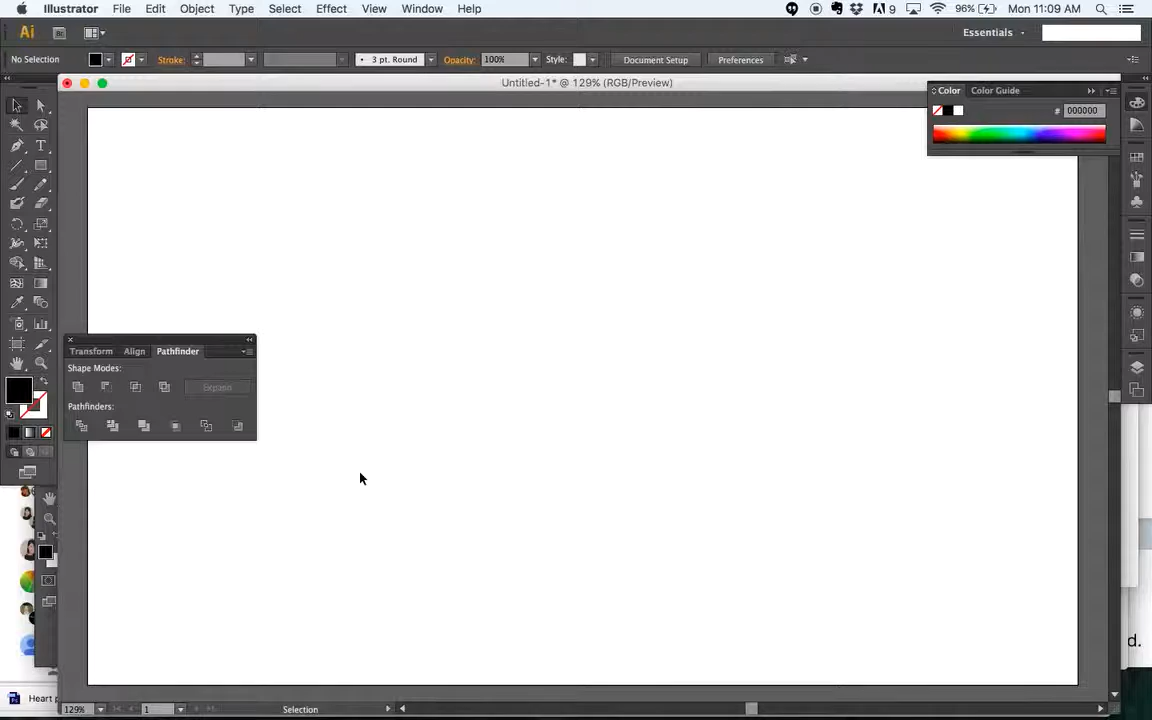 Illustrator File Edit Object Type Select Effect View Window Help
9 96% Mon 11:09 AM
Ai Br Essentials
No Selection Stroke: 3 pt. Round Opacity: 100% Style: Document Setup Preferences
Untitled-1* @ 129% (RGB/Preview)
Color Color Guide
# 000000
T
Transform Align Pathfinder
Shape Modes:
Expand
Pathfinders:
d.
Heart p
129% 1 Selection